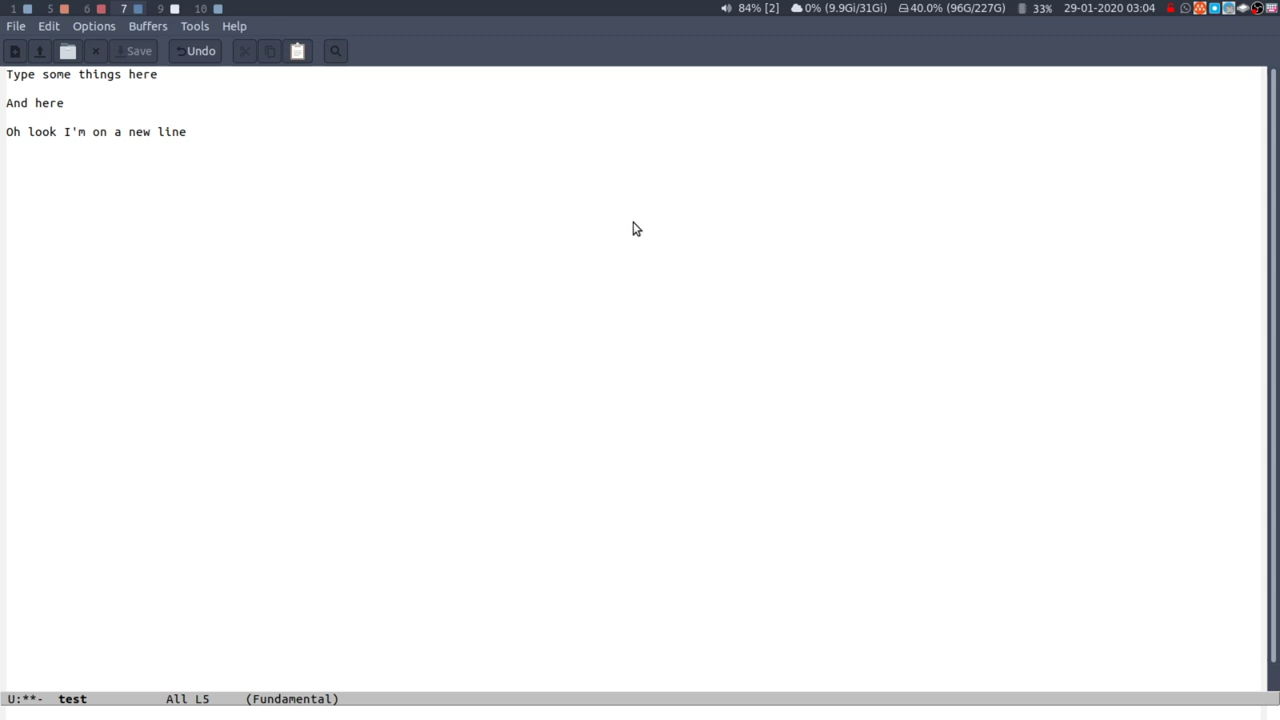 1 5 6 7 9 10 84% [2] 0% (9.9Gi/31Gi) 40.0% (96G/227G) 33% 29-01-2020 03:04
File Edit Options Buffers Tools Help
Save Undo
Type some things here
And here
Oh look I'm on a new line
U:**- test All L5 (Fundamental)